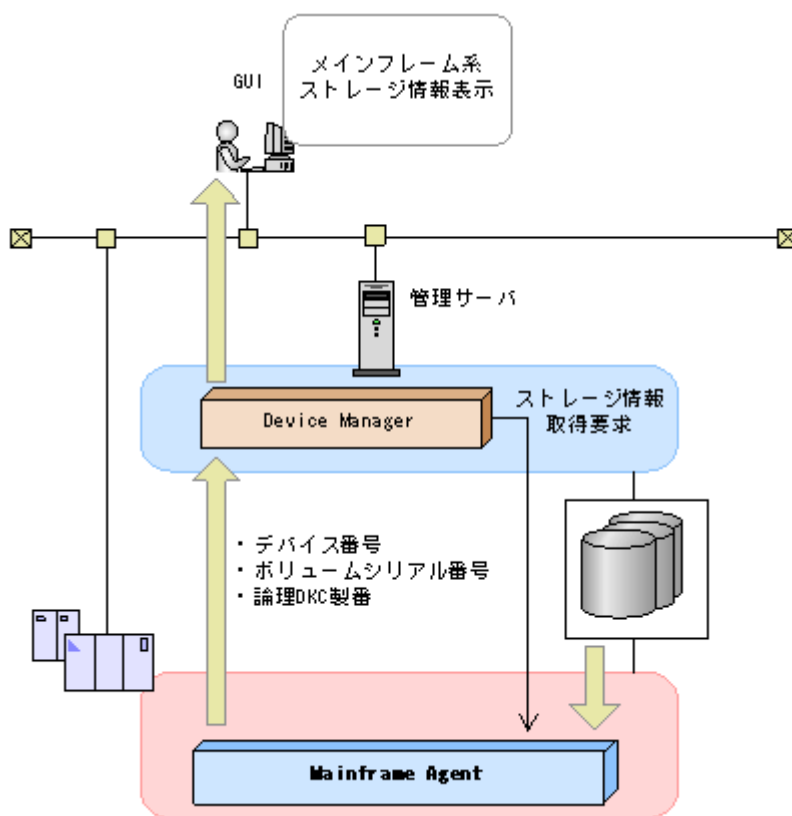 メインフレーム系
ストレージ情報表示
GUI
管理サーバ
Device Manager
ストレージ情報
取得要求
・デバイス番号
・ボリュームシリアル番号
・論理DKC製番
Mainframe Agent